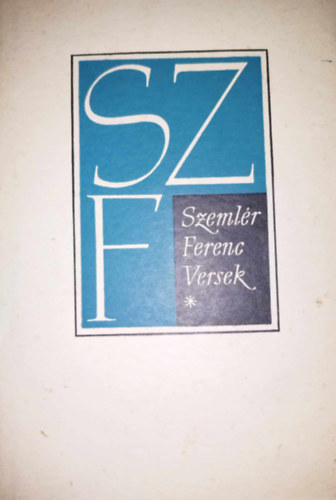 SZ
F
Szemlér
Ferenc
Versek
*